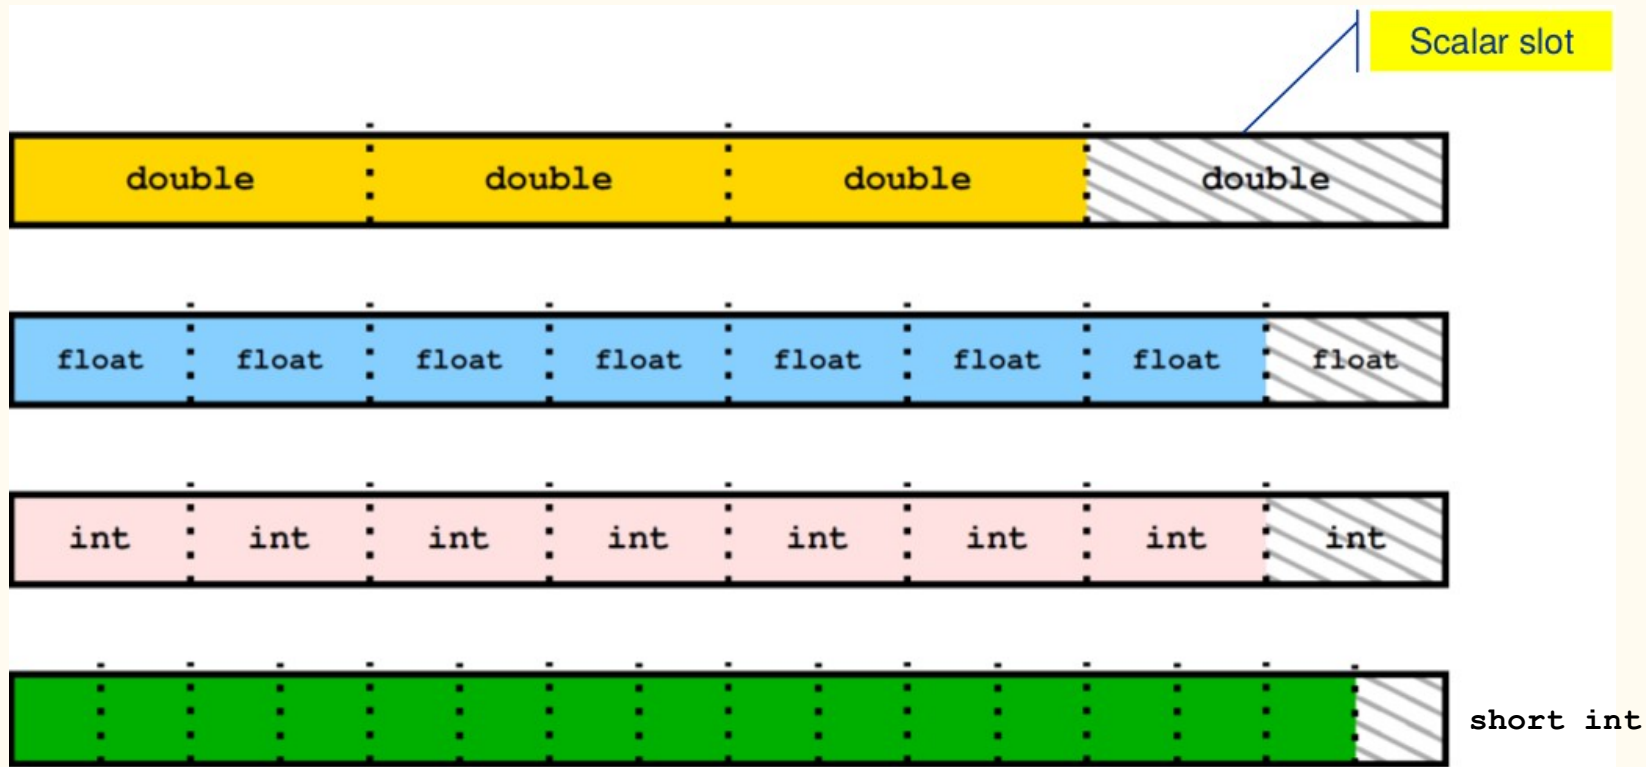 Scalar slot
double double double double
float float float float float float float float
int int int int int int int int
short int